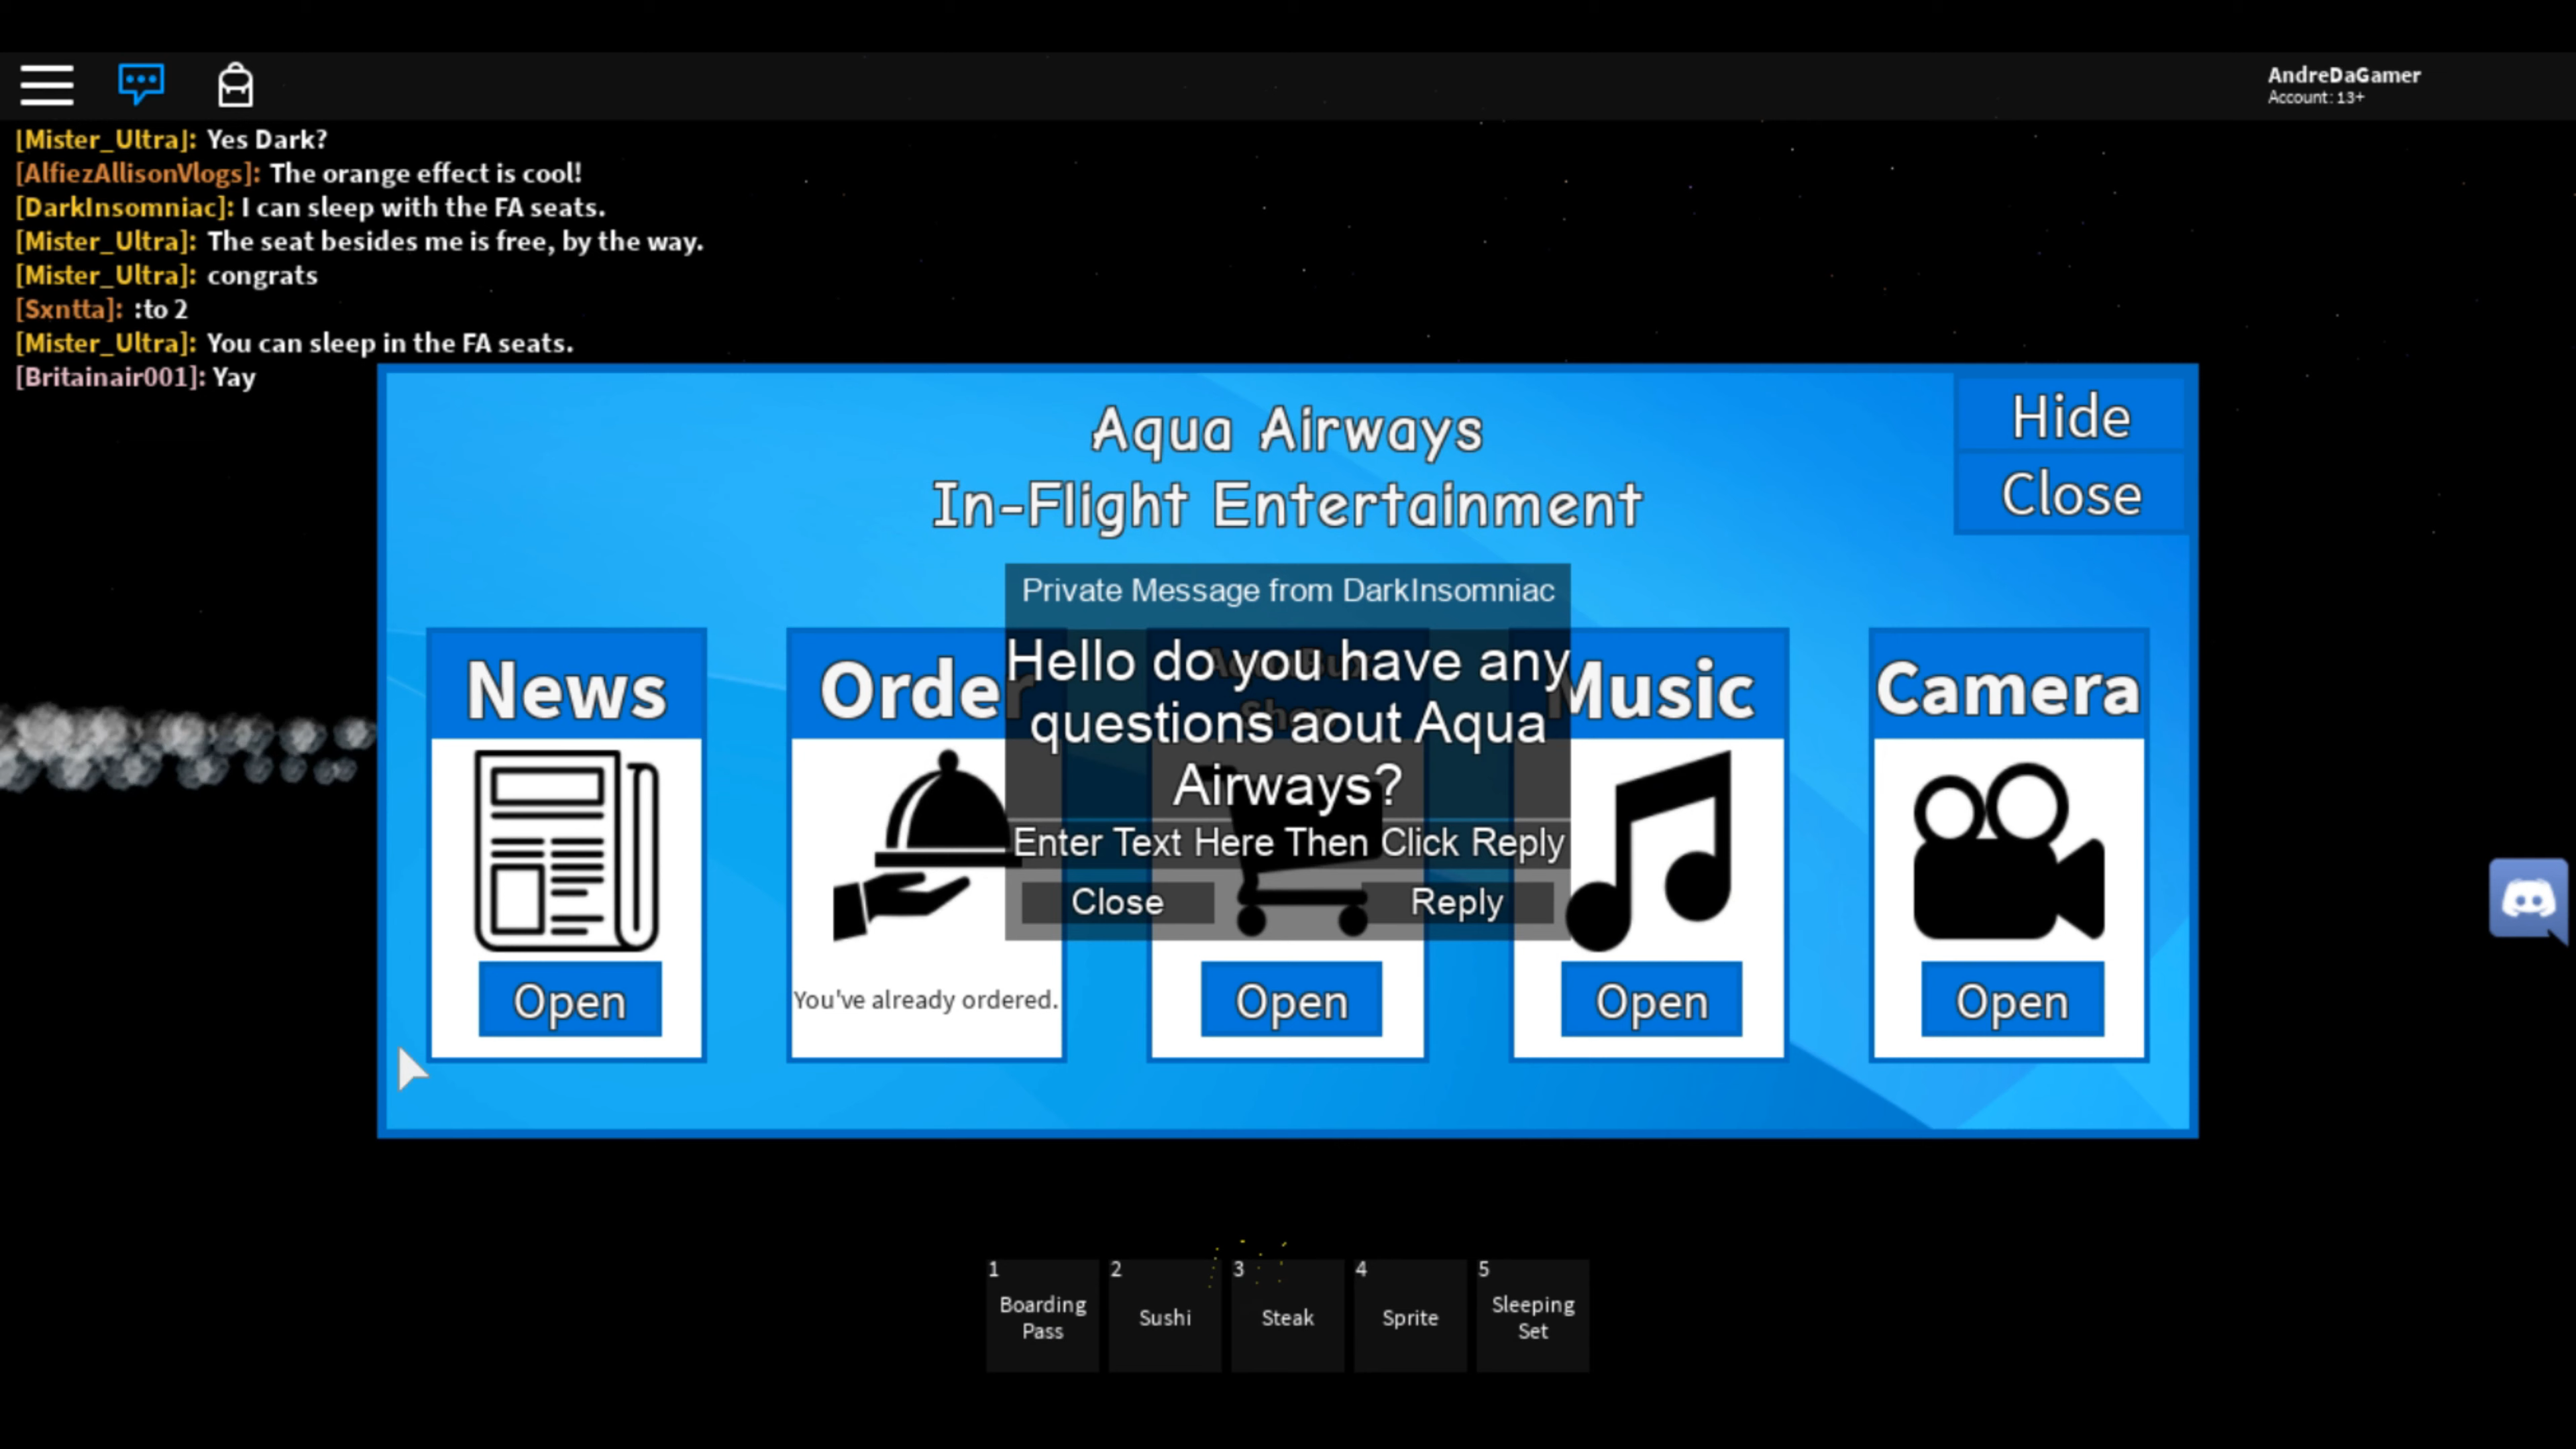 AndreDaGamer
Account: 13+
[Mister_Ultra]: Yes Dark?
[AlfiezAllisonVlogs]: The orange effect is cool!
[DarkInsomniac]: I can sleep with the FA seats.
[Mister_Ultra]: The seat besides me is free, by the way.
[Mister_Ultra]: congrats
[Sxntta]: :to 2
[Mister_Ultra]: You can sleep in the FA seats.
[Britainair001]: Yay
Hide
Close
Aqua Airways
In-Flight Entertainment
Private Message from DarkInsomniac
Hello do you have any
questions aout Aqua
Airways?
Enter Text Here Then Click Reply
Close
Reply
News
Order
Shop
Music
Camera
Open
You've already ordered.
Open
Open
Open
1
Boarding
Pass
2
Sushi
3
Steak
4
Sprite
5
Sleeping
Set